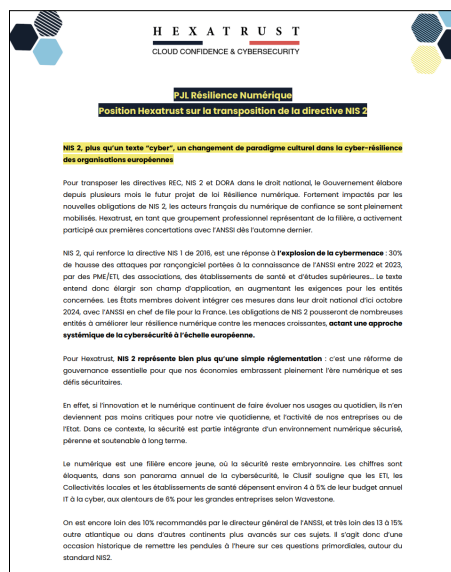 HEXATRUST
CLOUD CONFIDENCE & CYBERSECURITY
PJL Résilience Numérique
Position Hexatrust sur la transposition de la directive NIS 2
NIS 2, plus qu'un texte "cyber", un changement de paradigme culturel dans la cyber-résilience
des organisations européennes
Pour transposer les directives REC, NIS 2 et DORA dans le droit national, le Gouvernement élabore
depuis plusieurs mois le futur projet de loi Résilience numérique. Fortement impactés par les
nouvelles obligations de NIS 2, les acteurs français du numérique de confiance se sont pleinement
mobilisés. Hexatrust, en tant que groupement professionnel représentant de la filière, a activement
participé aux premières concertations avec l'ANSSI dès l'automne dernier.
NIS 2, qui renforce la directive NIS 1 de 2016, est une réponse à l'explosion de la cybermenace : 30%
de hausse des attaques par rançongiciel portées à la connaissance de l'ANSSI entre 2022 et 2023,
par des PME/ETI, des associations, des établissements de santé et d'études supérieures... Le texte
entend donc élargir son champ d'application, en augmentant les exigences pour les entités
concernées. Les États membres doivent intégrer ces mesures dans leur droit national d'ici octobre
2024, avec l'ANSSI en chef de file pour la France. Les obligations de NIS 2 pousseront de nombreuses
entités à améliorer leur résilience numérique contre les menaces croissantes, actant une approche
systémique de la cybersécurité à l'échelle européenne.
Pour Hexatrust, NIS 2 représente bien plus qu'une simple réglementation : c'est une réforme de
gouvernance essentielle pour que nos économies embrassent pleinement l'ère numérique et ses
défis sécuritaires.
En effet, si l'innovation et le numérique continuent de faire évoluer nos usages au quotidien, ils n'en
deviennent pas moins critiques pour notre vie quotidienne, et l'activité de nos entreprises ou de
l'Etat. Dans ce contexte, la sécurité est partie intégrante d'un environnement numérique sécurisé,
pérenne et soutenable à long terme.
Le numérique est une filière encore jeune, où la sécurité reste embryonnaire. Les chiffres sont
éloquents, dans son panorama annuel de la cybersécurité, le Clusif souligne que les ETI, les
Collectivités locales et les établissements de santé dépensent environ 4 à 5% de leur budget annuel
IT à la cyber, aux alentours de 6% pour les grandes entreprises selon Wavestone.
On est encore loin des 10% recommandés par le directeur général de l'ANSSI, et très loin des 13 à 15%
outre atlantique ou dans d'autres continents plus avancés sur ces sujets. Il s'agit donc d'une
occasion historique de remettre les pendules à l'heure sur ces questions primordiales, autour du
standard NIS2.